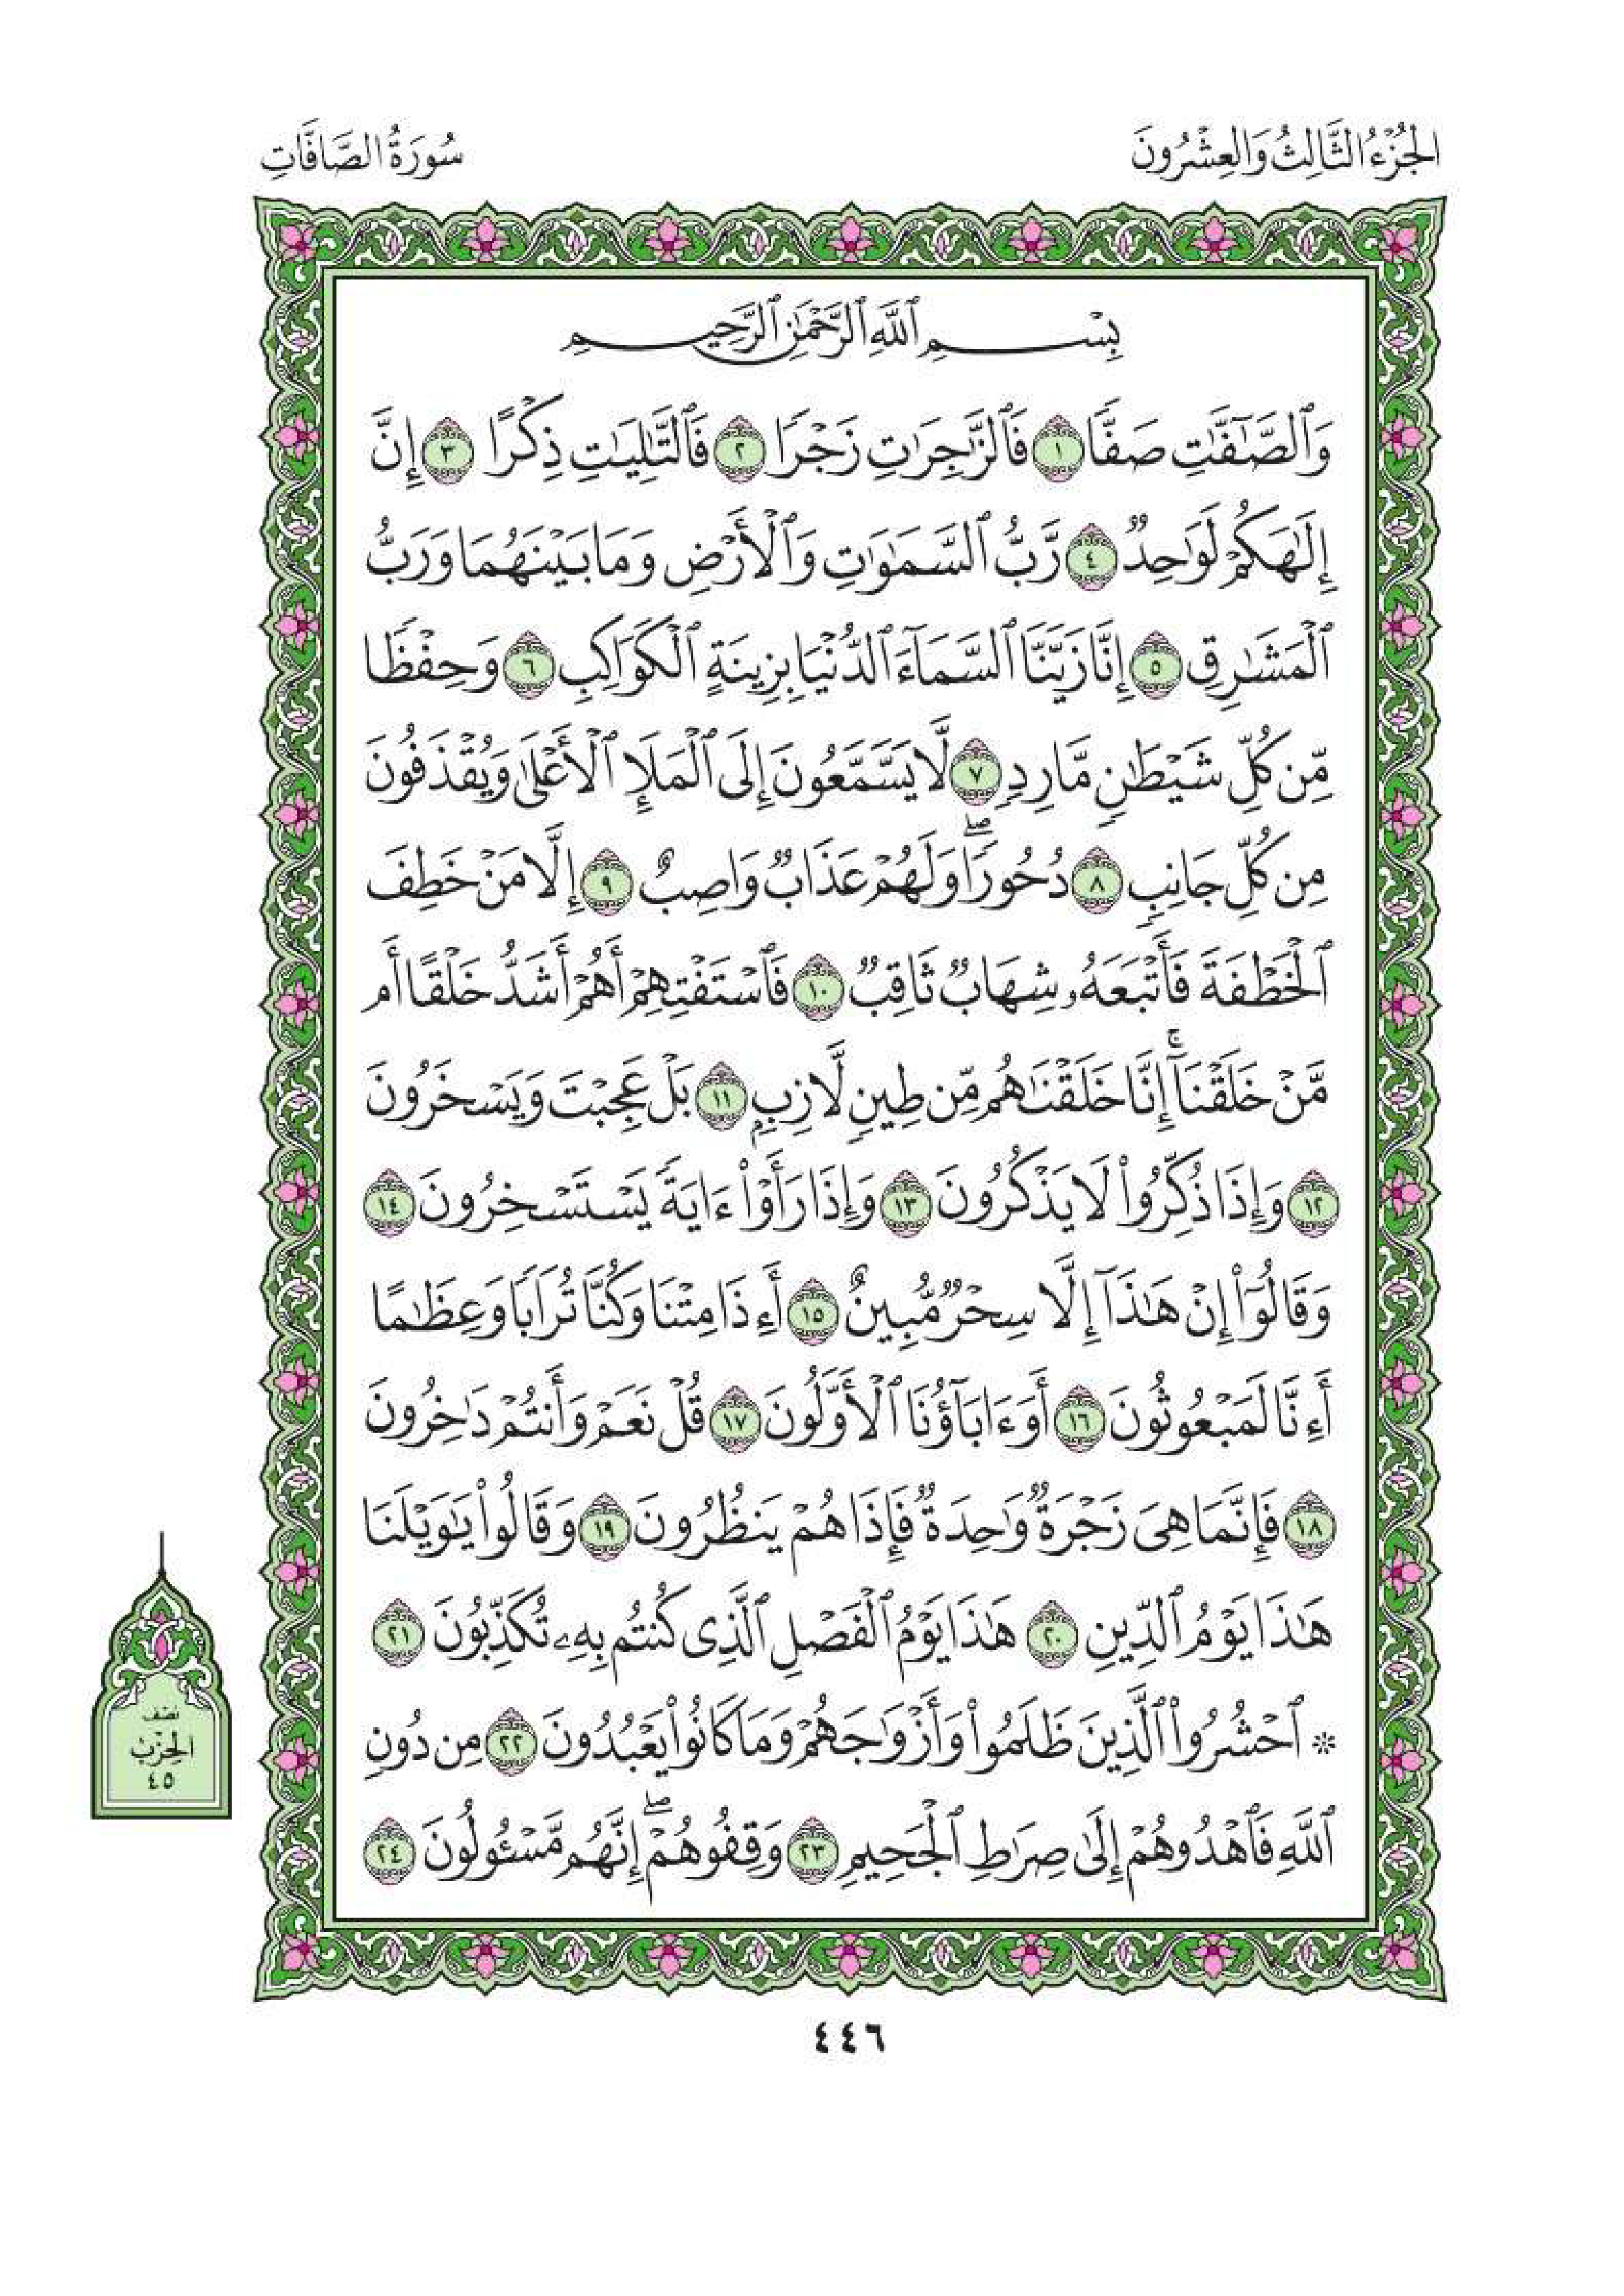 الجُزْءُ الثَّالِثُ وَالعِشْرُونَ
سُورَةُ الصَّافَّاتِ
بِسْمِ ٱللَّهِ ٱلرَّحْمَٰنِ ٱلرَّحِيمِ
وَٱلصَّٰٓفَّٰتِ صَفًّا ١ فَٱلزَّٰجِرَٰتِ زَجْرًا ٢ فَٱلتَّٰلِيَٰتِ ذِكْرًا ٣ إِنَّ
إِلَٰهَكُمْ لَوَٰحِدٌ ٤ رَّبُّ ٱلسَّمَٰوَٰتِ وَٱلْأَرْضِ وَمَا بَيْنَهُمَا وَرَبُّ
ٱلْمَشَٰرِقِ ٥ إِنَّا زَيَّنَّا ٱلسَّمَآءَ ٱلدُّنْيَا بِزِينَةٍ ٱلْكَوَاكِبِ ٦ وَحِفْظًا
مِّن كُلِّ شَيْطَٰنٍ مَّارِدٍ ٧ لَّا يَسَّمَّعُونَ إِلَى ٱلْمَلَإِ ٱلْأَعْلَىٰ وَيُقْذَفُونَ
مِن كُلِّ جَانِبٍ ٨ دُحُورًا ۖ وَلَهُمْ عَذَابٌ وَاصِبٌ ٩ إِلَّا مَنْ خَطِفَ
ٱلْخَطْفَةَ فَأَتْبَعَهُۥ شِهَابٌ ثَاقِبٌ ١٠ فَٱسْتَفْتِهِمْ أَهُمْ أَشَدُّ خَلْقًا أَم
مَّنْ خَلَقْنَآ ۚ إِنَّا خَلَقْنَٰهُم مِّن طِينٍ لَّازِبٍۭ ١١ بَلْ عَجِبْتَ وَيَسْخَرُونَ
١٢ وَإِذَا ذُكِّرُوا۟ لَا يَذْكُرُونَ ١٣ وَإِذَا رَأَوْا۟ ءَايَةً يَسْتَسْخِرُونَ ١٤
وَقَالُوٓا۟ إِنْ هَٰذَآ إِلَّا سِحْرٌ مُّبِينٌ ١٥ أَءِذَا مِتْنَا وَكُنَّا تُرَابًا وَعِظَٰمًا
أَءِنَّا لَمَبْعُوثُونَ ١٦ أَوَءَابَآؤُنَا ٱلْأَوَّلُونَ ١٧ قُلْ نَعَمْ وَأَنتُمْ دَٰخِرُونَ
١٨ فَإِنَّمَا هِىَ زَجْرَةٌ وَٰحِدَةٌ فَإِذَا هُمْ يَنظُرُونَ ١٩ وَقَالُوا۟ يَٰوَيْلَنَا
هَٰذَا يَوْمُ ٱلدِّينِ ٢٠ هَٰذَا يَوْمُ ٱلْفَصْلِ ٱلَّذِى كُنتُم بِهِۦ تُكَذِّبُونَ ٢١
* ٱحْشُرُوا۟ ٱلَّذِينَ ظَلَمُوا۟ وَأَزْوَٰجَهُمْ وَمَا كَانُوا۟ يَعْبُدُونَ ٢٢ مِن دُونِ
ٱللَّهِ فَٱهْدُوهُمْ إِلَىٰ صِرَٰطِ ٱلْجَحِيمِ ٢٣ وَقِفُوهُمْ ۖ إِنَّهُم مَّسْـُٔولُونَ ٢٤
نصف
الحزب
٤٥
٤٤٦